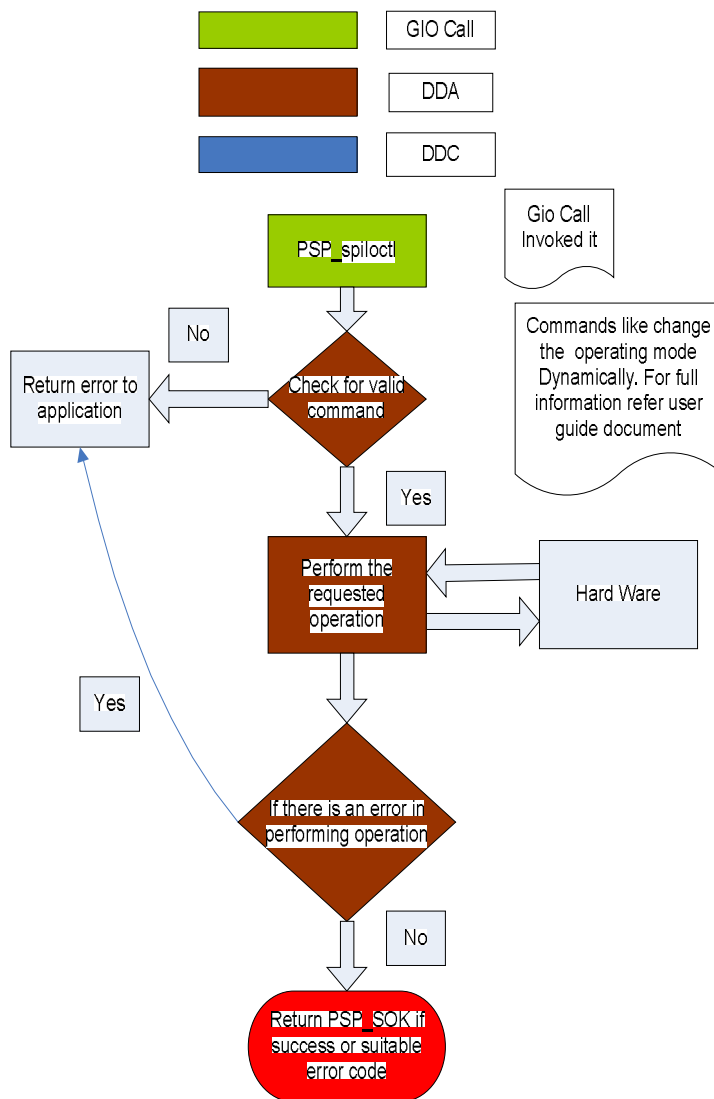 GIO Call
DDA
DDC
Gio Call
Invoked it
PSP_spiIoctl
Commands like change
the operating mode
Dynamically. For full
information refer user
guide document
No
Return error to
application
Check for valid
command
Yes
Perform the
requested
operation
Hard Ware
Yes
If there is an error in
performing operation
No
Return PSP_SOK if
success or suitable
error code